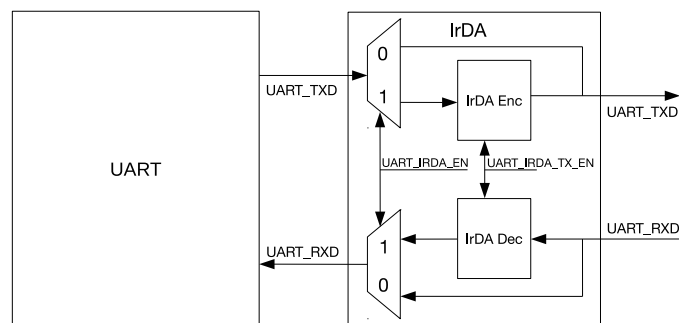 IrDA
0
1
UART_TXD
IrDA Enc
UART_TXD
UART_IRDA_EN
UART_IRDA_TX_EN
UART
UART_RXD
1
0
IrDA Dec
UART_RXD